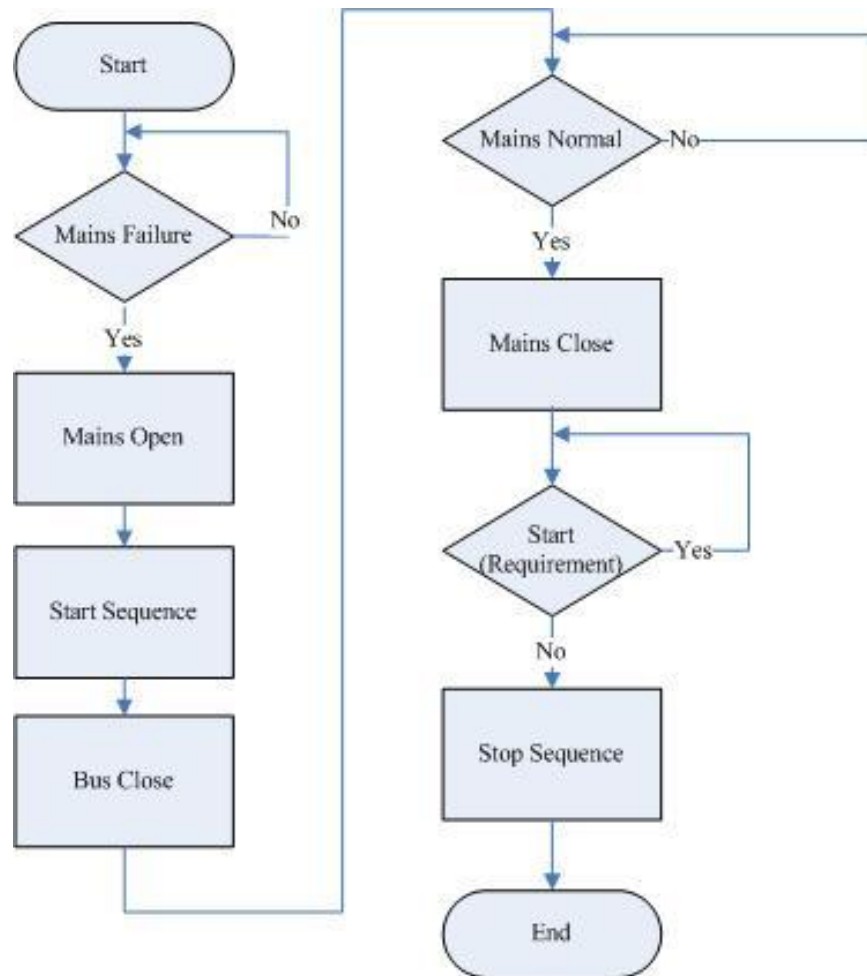 Start
Mains Failure
No
Yes
Mains Open
Start Sequence
Bus Close
Mains Normal
No
Yes
Mains Close
Start
(Requirement)
Yes
No
Stop Sequence
End